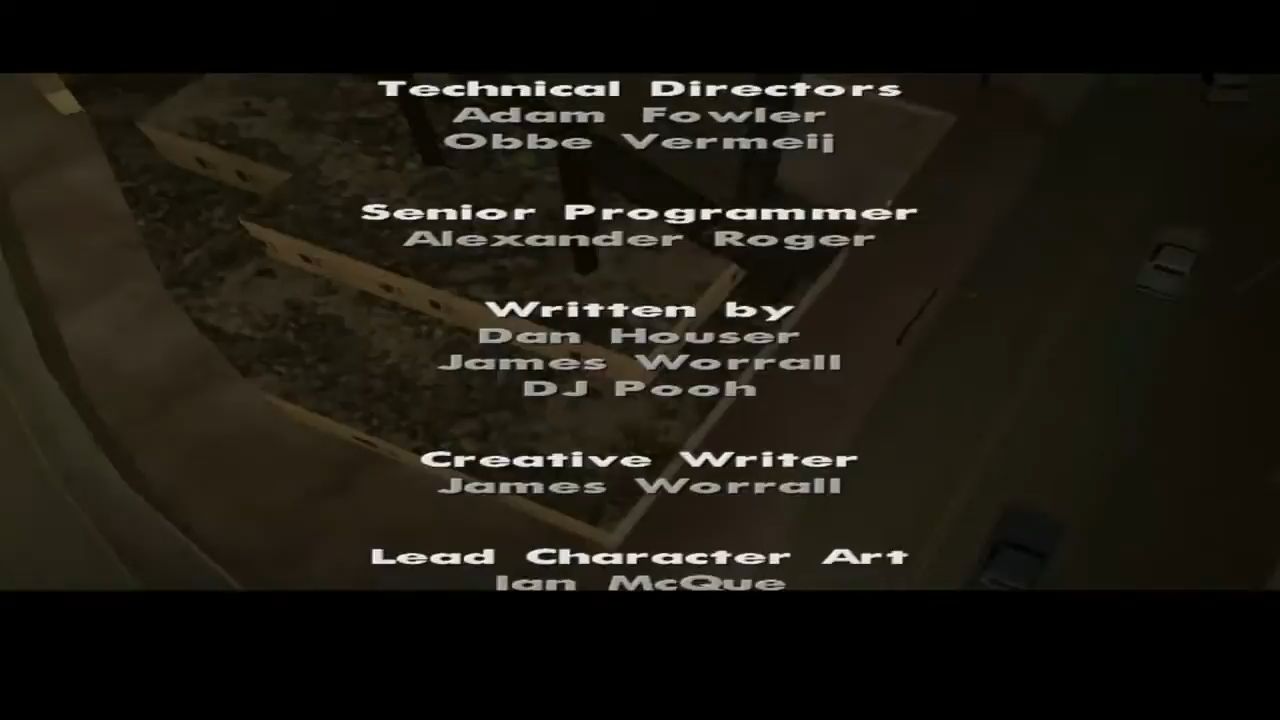 Technical Directors
Adam Fowler
Obbe Vermeij
Senior Programmer
Alexander Roger
Written by
Dan Houser
James Worrall
DJ Pooh
Creative Writer
James Worrall
Lead Character Art
Ian McQue